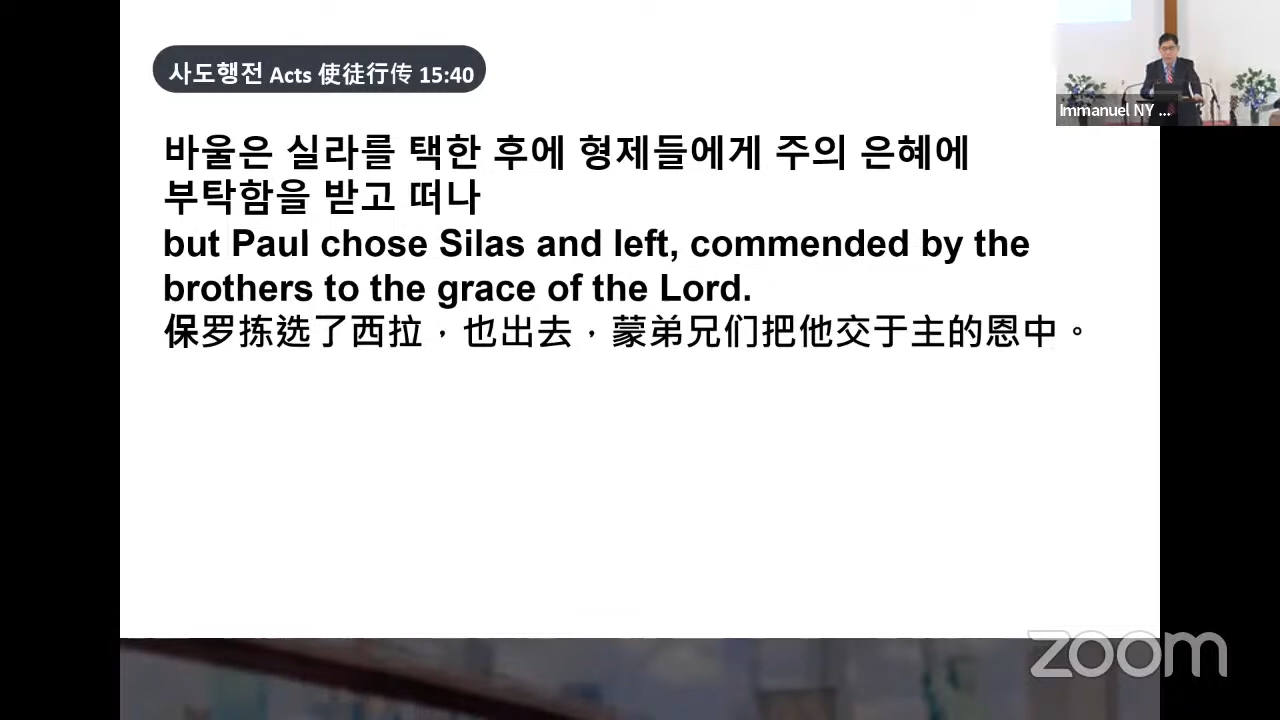 사도행전 Acts 使徒行传 15:40
Immanuel NY ...
바울은 실라를 택한 후에 형제들에게 주의 은혜에
부탁함을 받고 떠나
but Paul chose Silas and left, commended by the
brothers to the grace of the Lord.
保罗拣选了西拉，也出去，蒙弟兄们把他交于主的恩中。
zoom